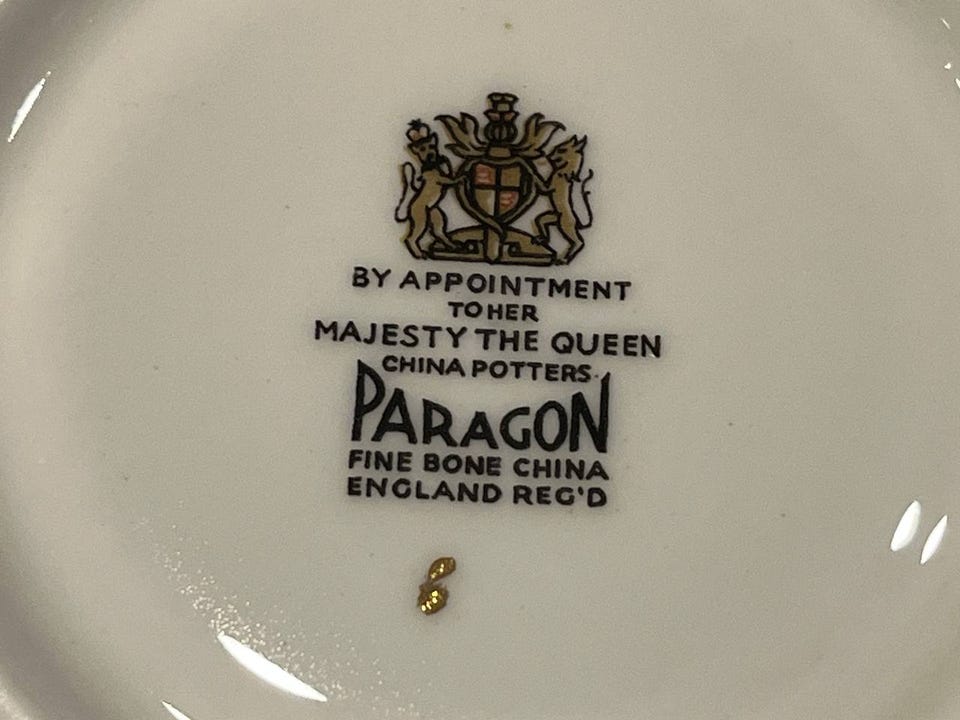 BY APPOINTMENT
TO HER
MAJESTY THE QUEEN
CHINA POTTERS.
PARAGON
FINE BONE CHINA
ENGLAND REG'D